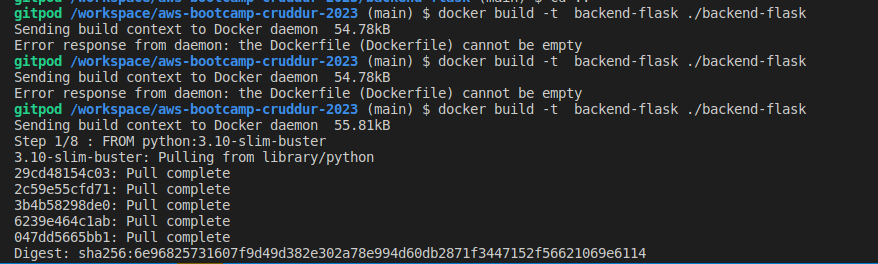 gitpod /workspace/aws-bootcamp-cruddur-2023 (main) $ docker build -t  backend-flask ./backend-flask
Sending build context to Docker daemon  54.78kB
Error response from daemon: the Dockerfile (Dockerfile) cannot be empty
gitpod /workspace/aws-bootcamp-cruddur-2023 (main) $ docker build -t  backend-flask ./backend-flask
Sending build context to Docker daemon  54.78kB
Error response from daemon: the Dockerfile (Dockerfile) cannot be empty
gitpod /workspace/aws-bootcamp-cruddur-2023 (main) $ docker build -t  backend-flask ./backend-flask
Sending build context to Docker daemon  55.81kB
Step 1/8 : FROM python:3.10-slim-buster
3.10-slim-buster: Pulling from library/python
29cd48154c03: Pull complete
2c59e55cfd71: Pull complete
3b4b58298de0: Pull complete
6239e464c1ab: Pull complete
047dd5665bb1: Pull complete
Digest: sha256:6e96825731607f9d49d382e302a78e994d60db2871f3447152f56621069e6114